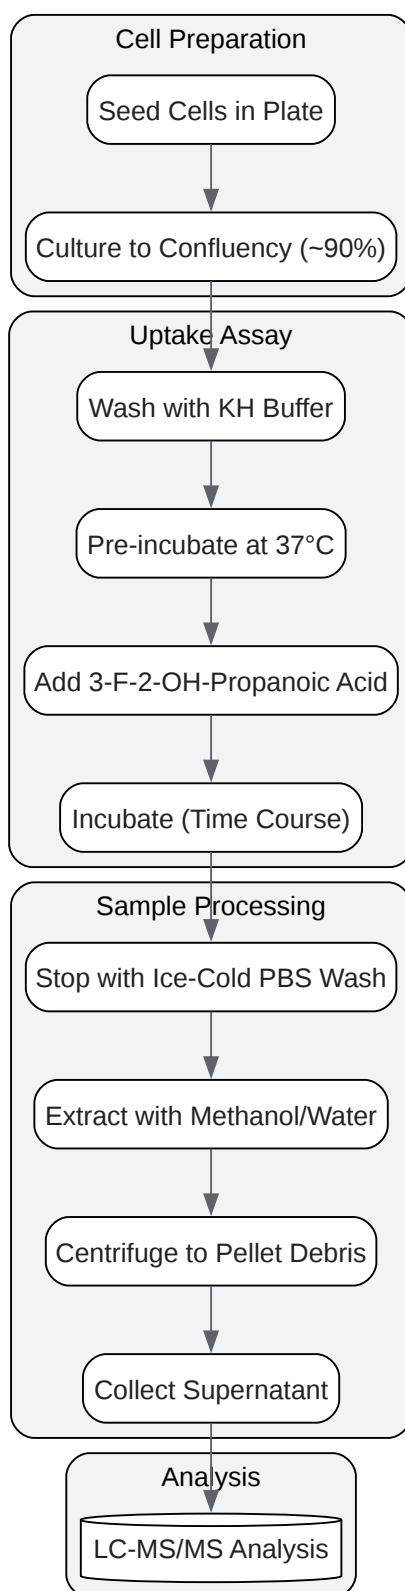 Cell Preparation
Seed Cells in Plate
Culture to Confluency (~90%)
Uptake Assay
Wash with KH Buffer
Pre-incubate at 37°C
Add 3-F-2-OH-Propanoic Acid
Incubate (Time Course)
Sample Processing
Stop with Ice-Cold PBS Wash
Extract with Methanol/Water
Centrifuge to Pellet Debris
Collect Supernatant
Analysis
LC-MS/MS Analysis